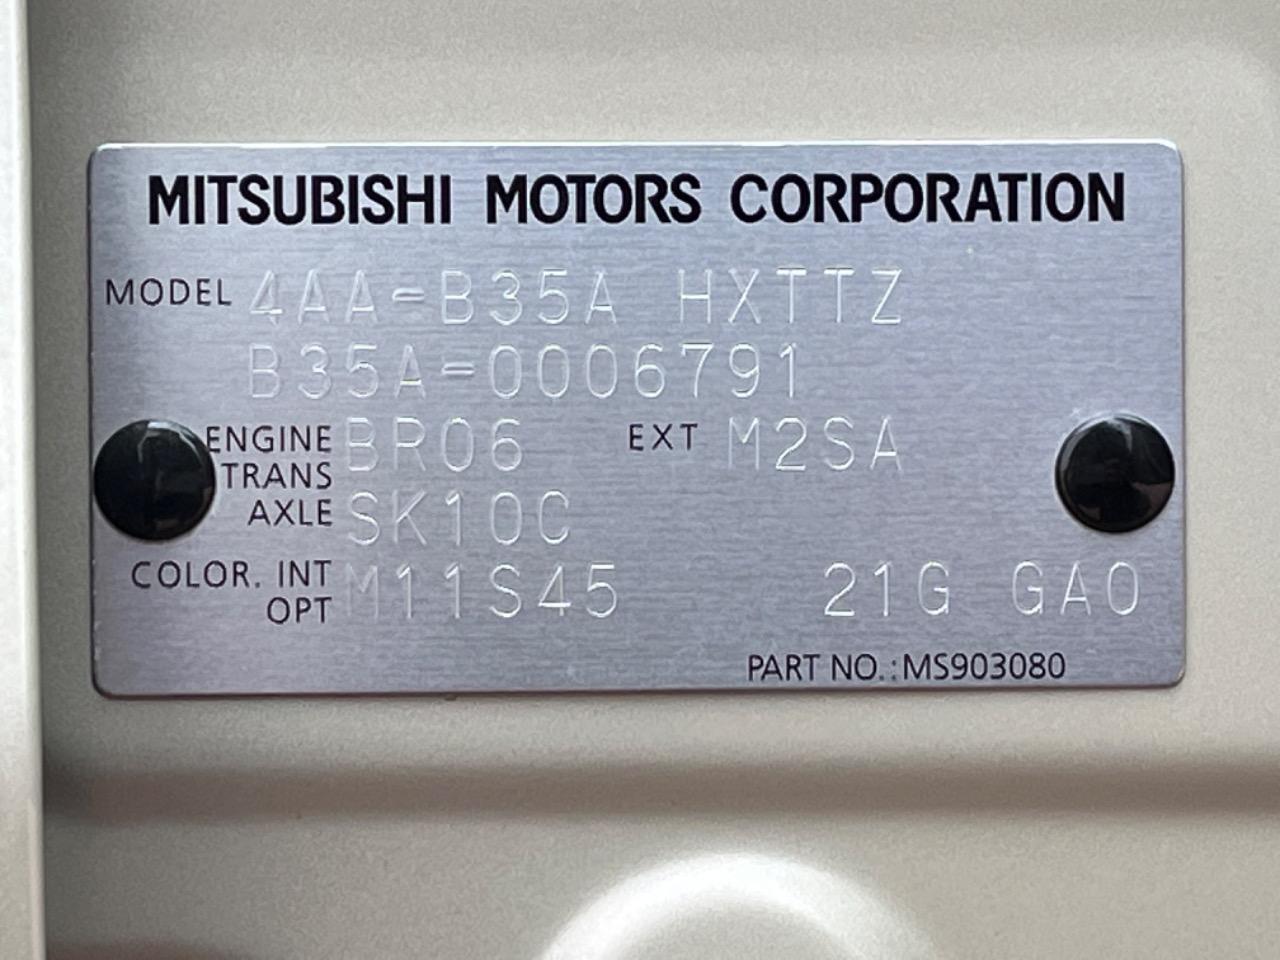 MITSUBISHI MOTORS CORPORATION
MODEL 4AA-B35A HXTTZ
B35A-0006791
ENGINE BR06 EXT M2SA
TRANS
AXLE SK10C
COLOR. INT M11S45 21G GA0
OPT
PART NO.:MS903080